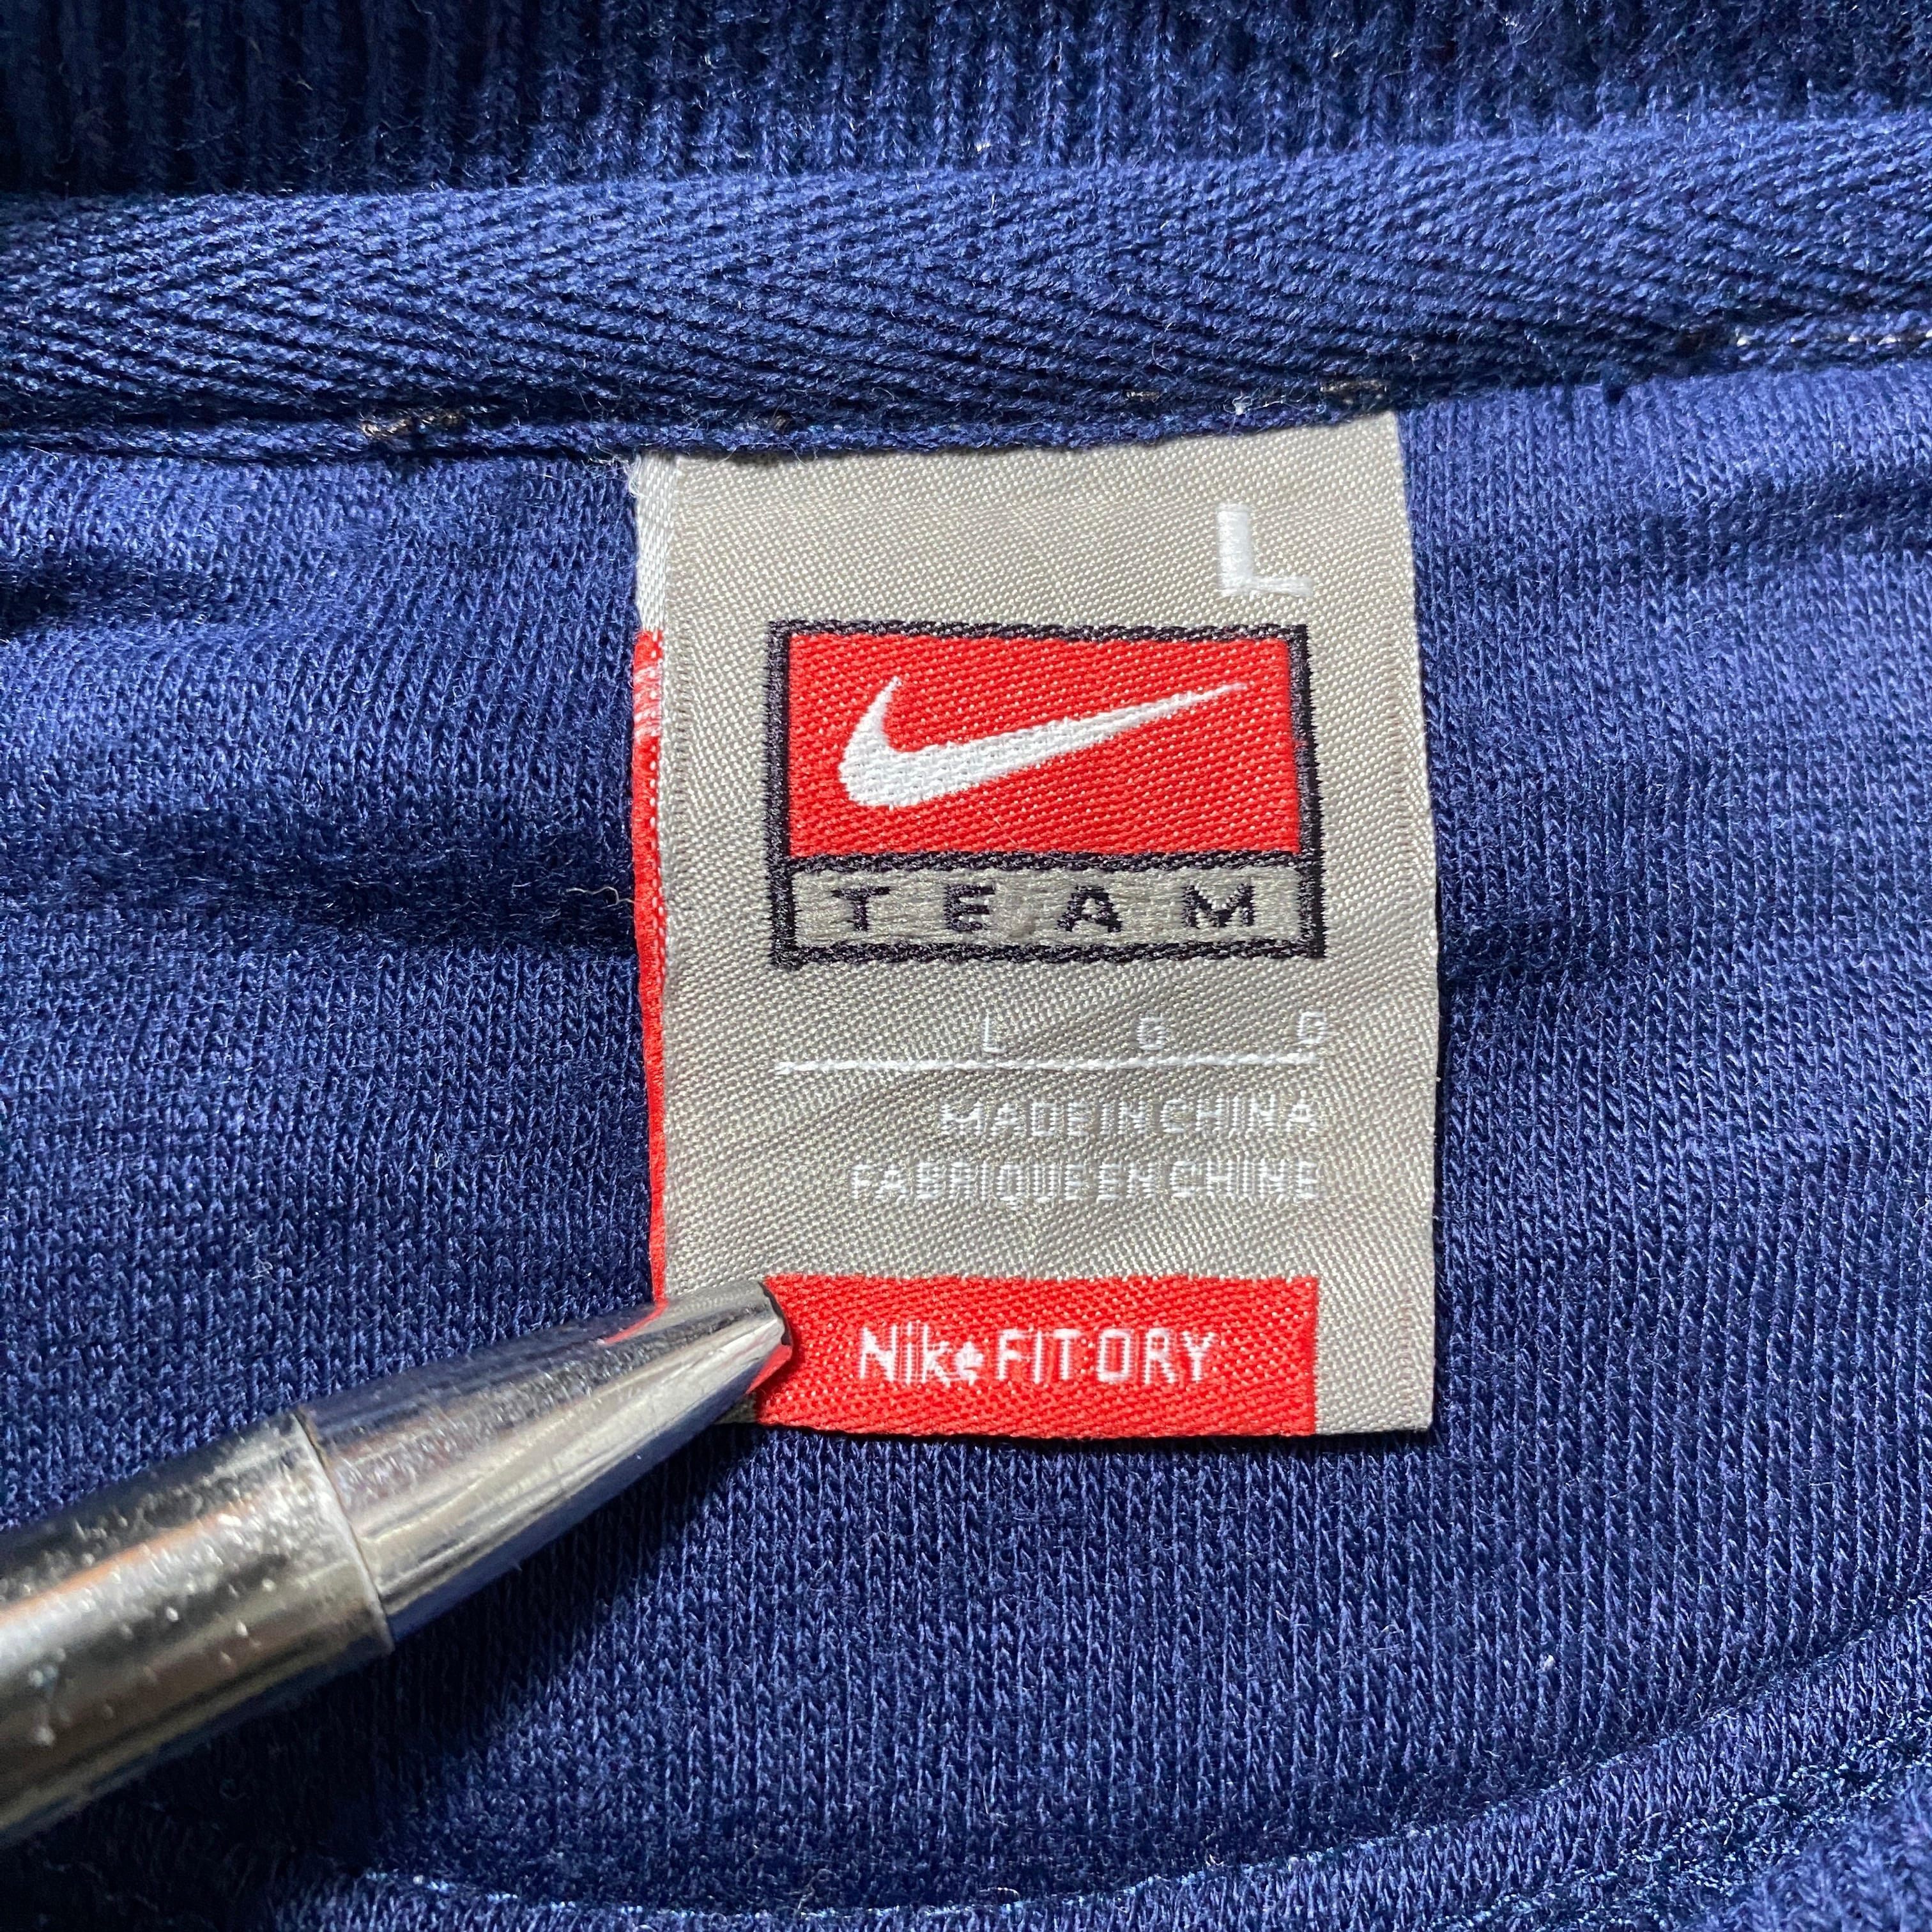 L
TEAM
L G G
MADE IN CHINA
FABRIQUE EN CHINE
Nike FIT DRY